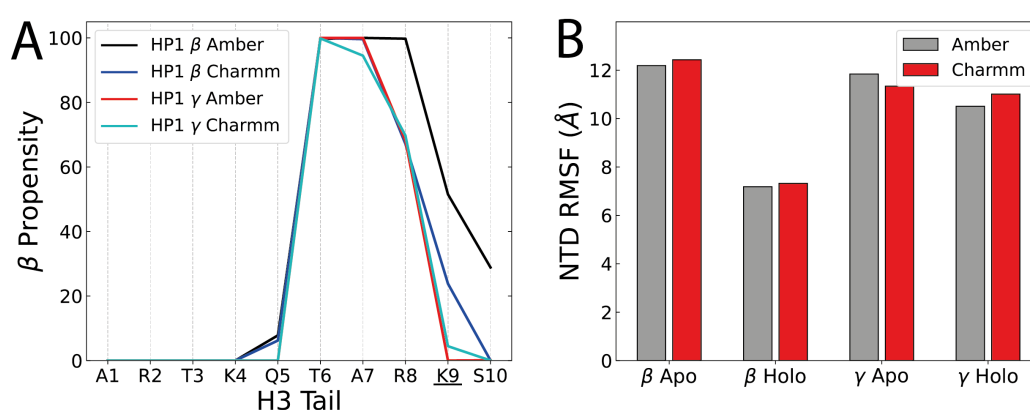 A
HP1 β Amber
HP1 β Charmm
HP1 γ Amber
HP1 γ Charmm
β Propensity
100
80
60
40
20
0
A1 R2 T3 K4 Q5 T6 A7 R8 K9 S10
H3 Tail
B
Amber
Charmm
NTD RMSF (Å)
12
10
8
6
4
2
0
β Apo β Holo γ Apo γ Holo